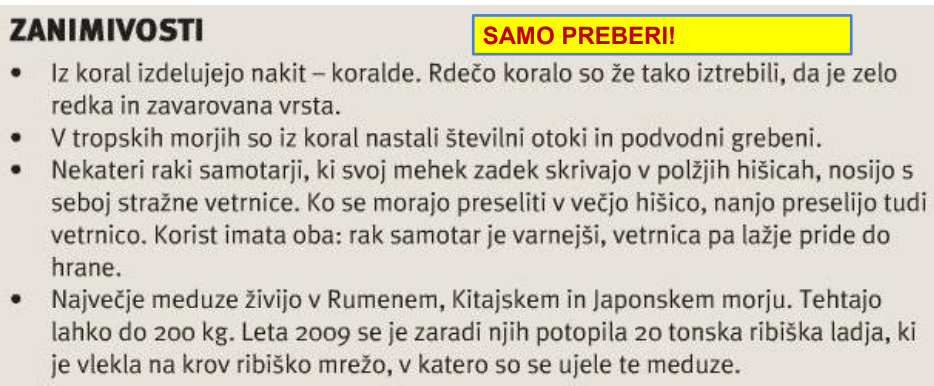 ZANIMIVOSTI
SAMO PREBERI!
• Iz koral izdelujejo nakit – koralde. Rdečo koralo so že tako iztrebili, da je zelo
redka in zavarovana vrsta.
• V tropskih morjih so iz koral nastali številni otoki in podvodni grebeni.
• Nekateri raki samotarji, ki svoj mehek zadek skrivajo v polžjih hišicah, nosijo s
seboj stražne vetrnice. Ko se morajo preseliti v večjo hišico, nanjo preselijo tudi
vetrnico. Korist imata oba: rak samotar je varnejši, vetrnica pa lažje pride do
hrane.
• Največje meduze živijo v Rumenem, Kitajskem in Japonskem morju. Tehtajo
lahko do 200 kg. Leta 2009 se je zaradi njih potopila 20 tonska ribiška ladja, ki
je vlekla na krov ribiško mrežo, v katero so se ujele te meduze.